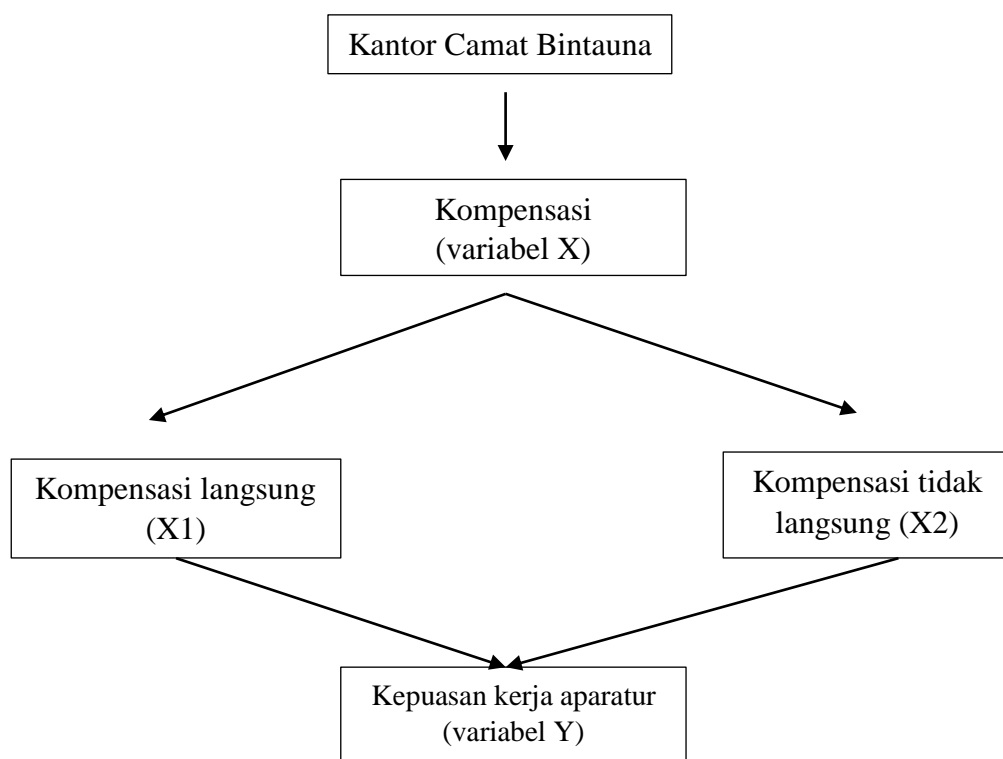 Kantor Camat Bintauna
Kompensasi
(variabel X)
Kompensasi langsung
(X1)
Kompensasi tidak
langsung (X2)
Kepuasan kerja aparatur
(variabel Y)